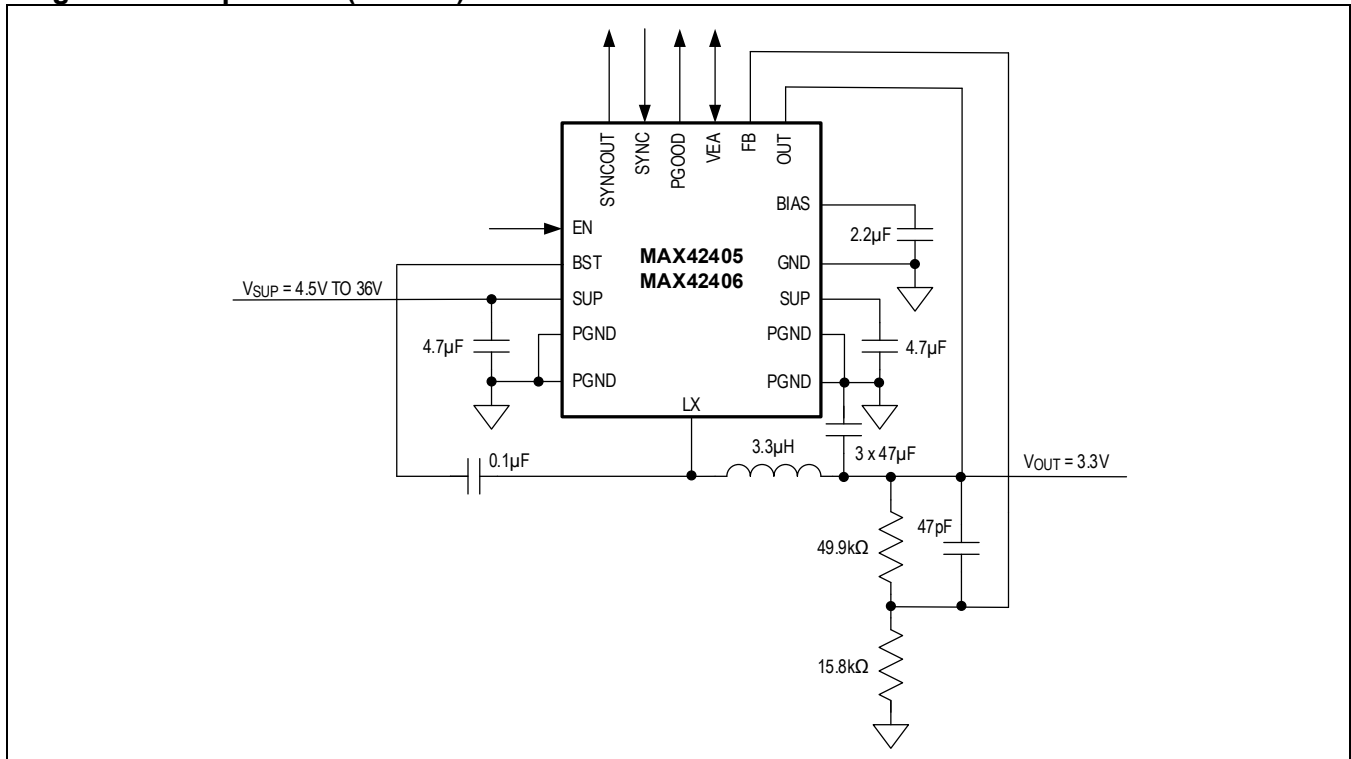 SYNCOUT
SYNC
PGOOD
VEA
FB
OUT
BIAS
2.2µF
EN
MAX42405
MAX42406
BST
GND
VSUP = 4.5V TO 36V
SUP
SUP
4.7µF
PGND
PGND
4.7µF
PGND
PGND
LX
0.1µF
3.3µH
3 x 47µF
VOUT = 3.3V
49.9kΩ
47pF
15.8kΩ